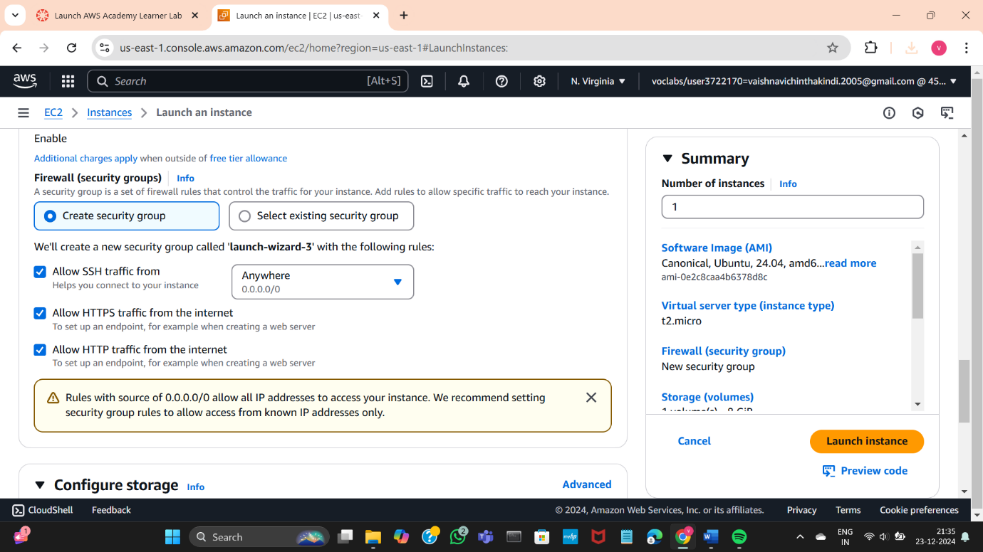 Launch AWS Academy Learner Lab
Launch an instance | EC2 | us-east
us-east-1.console.aws.amazon.com/ec2/home?region=us-east-1#LaunchInstances:
v
aws
Search [Alt+S]
N. Virginia
voclabs/user3722170=vaishnavichinthakindi.2005@gmail.com @ 45...
EC2 > Instances > Launch an instance
Enable
Additional charges apply when outside of free tier allowance
Firewall (security groups) Info
A security group is a set of firewall rules that control the traffic for your instance. Add rules to allow specific traffic to reach your instance.
Create security group
Select existing security group
We'll create a new security group called 'launch-wizard-3' with the following rules:
Allow SSH traffic from
Helps you connect to your instance
Anywhere
0.0.0.0/0
Allow HTTPS traffic from the internet
To set up an endpoint, for example when creating a web server
Allow HTTP traffic from the internet
To set up an endpoint, for example when creating a web server
Rules with source of 0.0.0.0/0 allow all IP addresses to access your instance. We recommend setting
security group rules to allow access from known IP addresses only.
Configure storage Info
Advanced
Summary
Number of instances Info
1
Software Image (AMI)
Canonical, Ubuntu, 24.04, amd6...read more
ami-0e2c8caa4b6378d8c
Virtual server type (instance type)
t2.micro
Firewall (security group)
New security group
Storage (volumes)
1 volume(s) - 8 GiB
Cancel
Launch instance
Preview code
CloudShell Feedback
© 2024, Amazon Web Services, Inc. or its affiliates. Privacy Terms Cookie preferences
Search
ENG
IN
21:35
23-12-2024